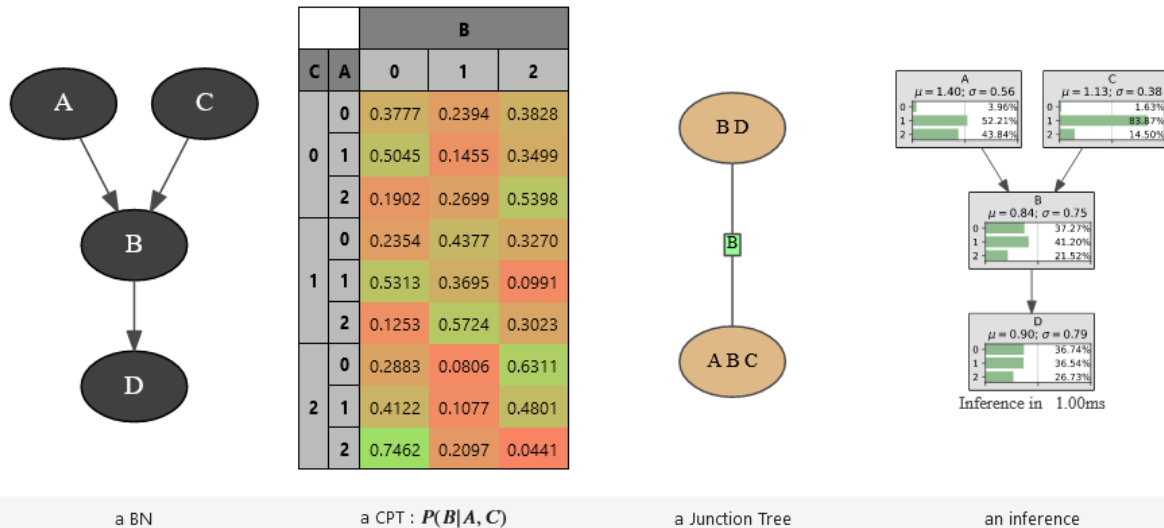 A
C
B
D
B
C A 0 1 2
0 0 0.3777 0.2394 0.3828
1 0.5045 0.1455 0.3499
2 0.1902 0.2699 0.5398
1 0 0.2354 0.4377 0.3270
1 0.5313 0.3695 0.0991
2 0.1253 0.5724 0.3023
2 0 0.2883 0.0806 0.6311
1 0.4122 0.1077 0.4801
2 0.7462 0.2097 0.0441
B D
B
A B C
A
μ = 1.40; σ = 0.56
0 3.96%
1 52.21%
2 43.84%
C
μ = 1.13; σ = 0.38
0 1.63%
1 83.87%
2 14.50%
B
μ = 0.84; σ = 0.75
0 37.27%
1 41.20%
2 21.52%
D
μ = 0.90; σ = 0.79
0 36.74%
1 36.54%
2 26.73%
Inference in 1.00ms
a BN
a CPT : P(B|A, C)
a Junction Tree
an inference